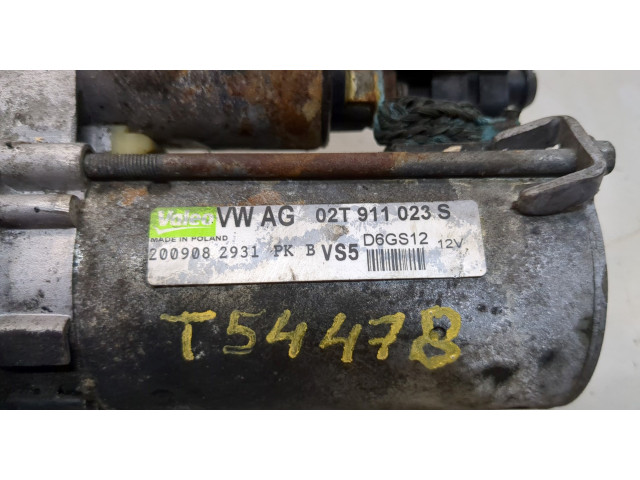 Valeo VW AG 02T 911 023 S
MADE IN POLAND
200908 2931 PK B VS5 D6GS12 12V
T54478